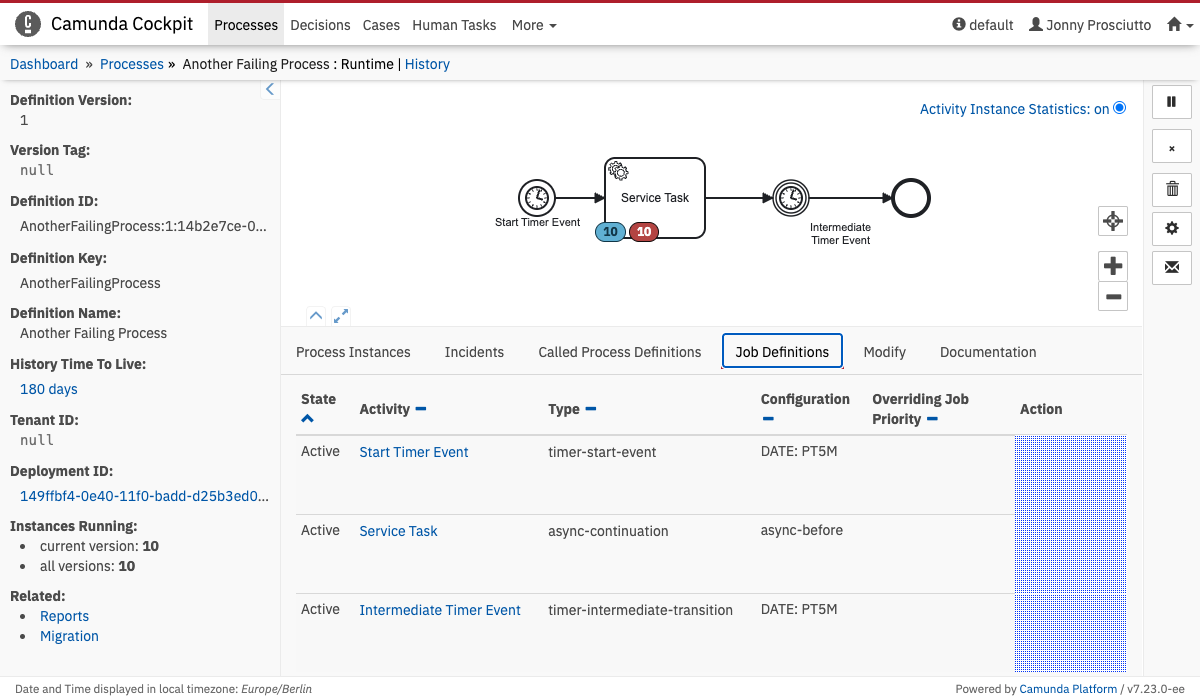 Camunda Cockpit Processes Decisions Cases Human Tasks More default Jonny Prosciutto
Dashboard » Processes » Another Failing Process : Runtime | History
Definition Version:
1
Version Tag:
null
Definition ID:
AnotherFailingProcess:1:14b2e7ce-0...
Definition Key:
AnotherFailingProcess
Definition Name:
Another Failing Process
History Time To Live:
180 days
Tenant ID:
null
Deployment ID:
149ffbf4-0e40-11f0-badd-d25b3ed0...
Instances Running:
current version: 10
all versions: 10
Related:
Reports
Migration
Activity Instance Statistics: on
Start Timer Event
Service Task
10 10
Intermediate
Timer Event
Process Instances Incidents Called Process Definitions Job Definitions Modify Documentation
State Activity Type Configuration Overriding Job Priority Action
Active Start Timer Event timer-start-event DATE: PT5M
Active Service Task async-continuation async-before
Active Intermediate Timer Event timer-intermediate-transition DATE: PT5M
Date and Time displayed in local timezone: Europe/Berlin
Powered by Camunda Platform / v7.23.0-ee